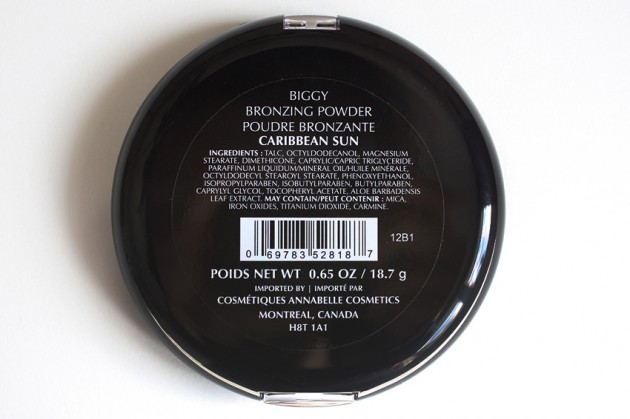 BIGGY
BRONZING POWDER
POUDRE BRONZANTE
CARIBBEAN SUN
INGREDIENTS : TALC, OCTYLDODECANOL, MAGNESIUM
STEARATE, DIMETHICONE, CAPRYLIC/CAPRIC TRIGLYCERIDE,
PARAFFINUM LIQUIDUM/MINERAL OIL/HUILE MINÉRALE,
OCTYLDODECYL STEAROYL STEARATE, PHENOXYETHANOL,
ISOPROPYLPARABEN, ISOBUTYLPARABEN, BUTYLPARABEN,
CAPRYLYL GLYCOL, TOCOPHERYL ACETATE, ALOE BARBADENSIS
LEAF EXTRACT. MAY CONTAIN/PEUT CONTENIR : MICA,
IRON OXIDES, TITANIUM DIOXIDE, CARMINE.
0 69783 52818 7
12B1
POIDS NET WT 0.65 OZ / 18.7 g
IMPORTED BY | IMPORTÉ PAR
COSMÉTIQUES ANNABELLE COSMETICS
MONTREAL, CANADA
H8T 1A1